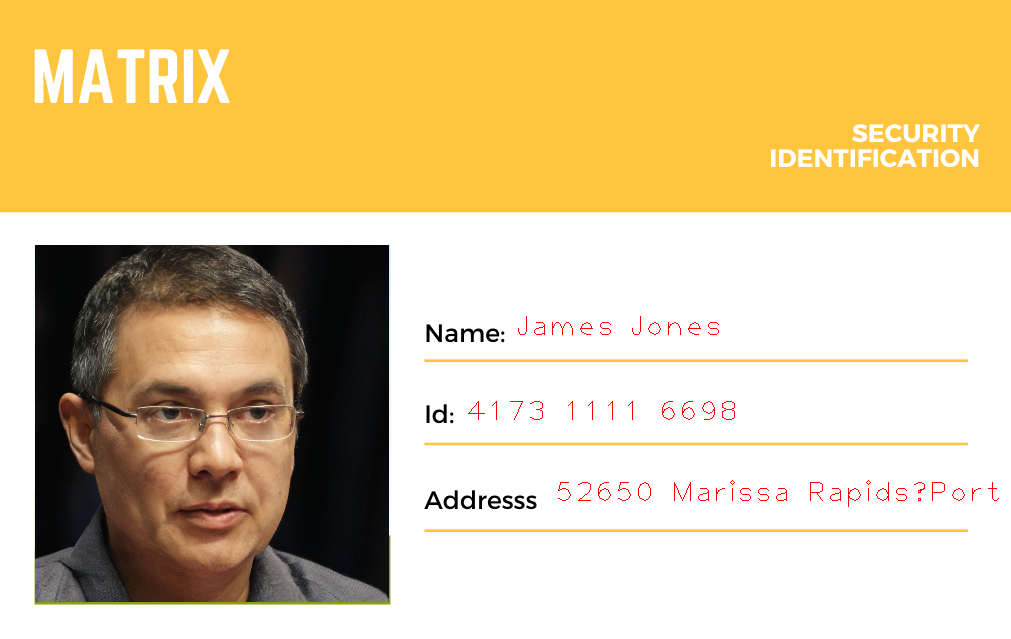 MATRIX
SECURITY
IDENTIFICATION
Name: James Jones
Id: 4173 1111 6698
Addresss 52650 Marissa Rapids?Port